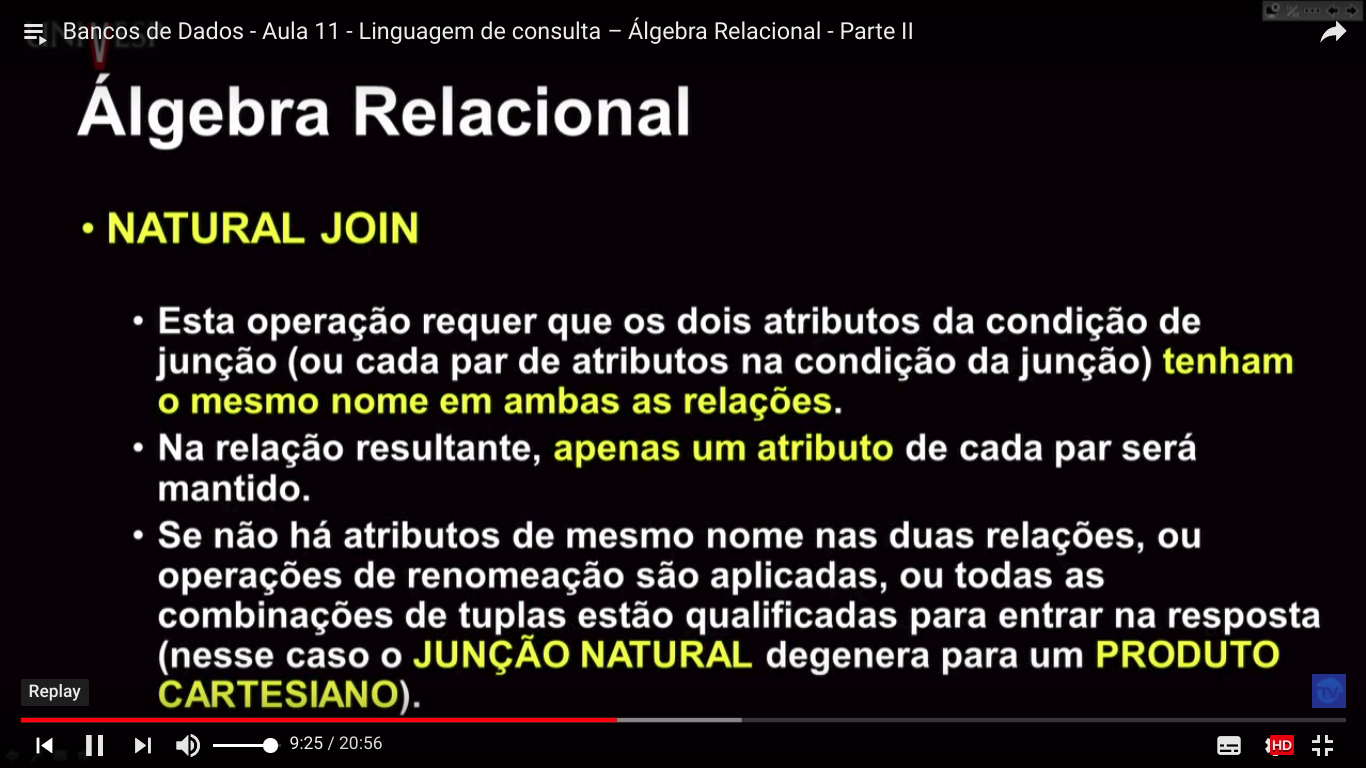 Bancos de Dados - Aula 11 - Linguagem de consulta – Álgebra Relacional - Parte II
Álgebra Relacional
• NATURAL JOIN
• Esta operação requer que os dois atributos da condição de
junção (ou cada par de atributos na condição da junção) tenham
o mesmo nome em ambas as relações.
• Na relação resultante, apenas um atributo de cada par será
mantido.
• Se não há atributos de mesmo nome nas duas relações, ou
operações de renomeação são aplicadas, ou todas as
combinações de tuplas estão qualificadas para entrar na resposta
(nesse caso o JUNÇÃO NATURAL degenera para um PRODUTO
CARTESIANO).
Replay
TV
9:25 / 20:56
HD